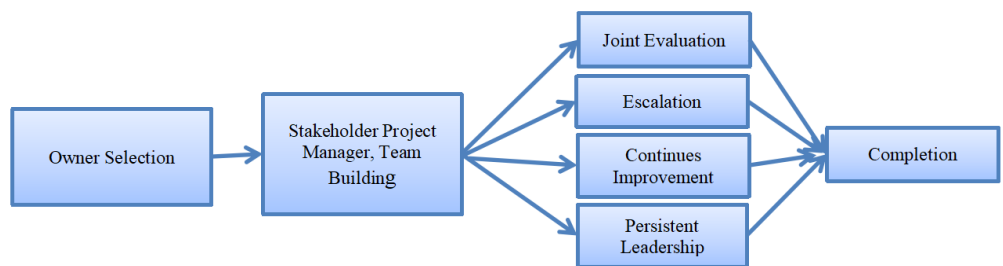 Owner Selection
Stakeholder Project
Manager, Team
Building
Joint Evaluation
Escalation
Continues
Improvement
Persistent
Leadership
Completion